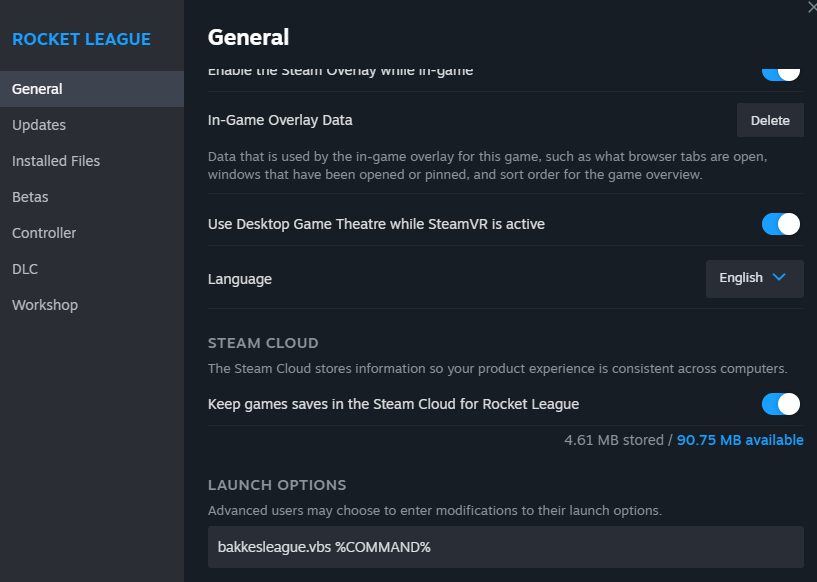 ROCKET LEAGUE
General
Updates
Installed Files
Betas
Controller
DLC
Workshop
General
Enable the Steam Overlay while in-game
In-Game Overlay Data
Delete
Data that is used by the in-game overlay for this game, such as what browser tabs are open,
windows that have been opened or pinned, and sort order for the game overview.
Use Desktop Game Theatre while SteamVR is active
Language
English
STEAM CLOUD
The Steam Cloud stores information so your product experience is consistent across computers.
Keep games saves in the Steam Cloud for Rocket League
4.61 MB stored / 90.75 MB available
LAUNCH OPTIONS
Advanced users may choose to enter modifications to their launch options.
bakkesleague.vbs %COMMAND%